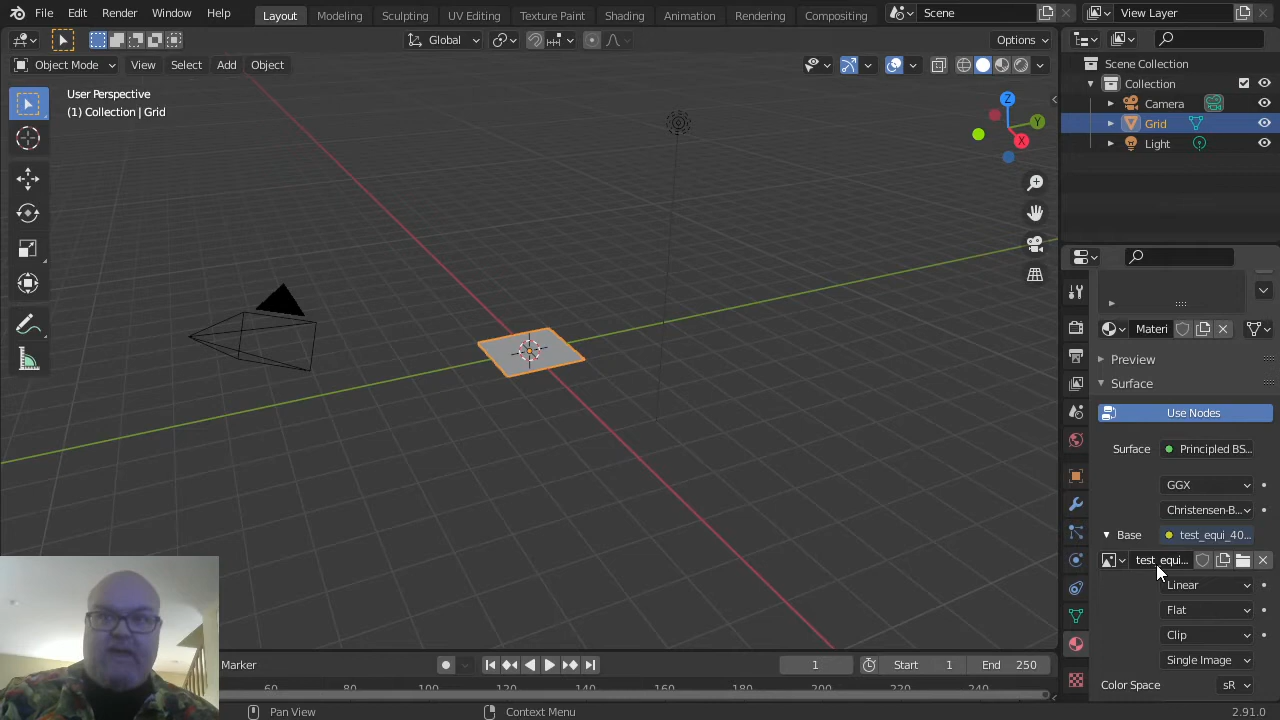 File Edit Render Window Help Layout Modeling Sculpting UV Editing Texture Paint Shading Animation Rendering Compositing Scene View Layer
Global Options
Object Mode View Select Add Object
User Perspective
(1) Collection | Grid
Z
Y
X
Scene Collection
Collection
Camera
Grid
Light
Materi
Preview
Surface
Use Nodes
Surface Principled BS...
GGX
Christensen-B...
Base test_equi_40...
test_equi...
Linear
Flat
Clip
Single Image
Color Space sR
Marker 1 Start 1 End 250
60 80 100 120 140 160 180 200 220 240
Pan View Context Menu 2.91.0